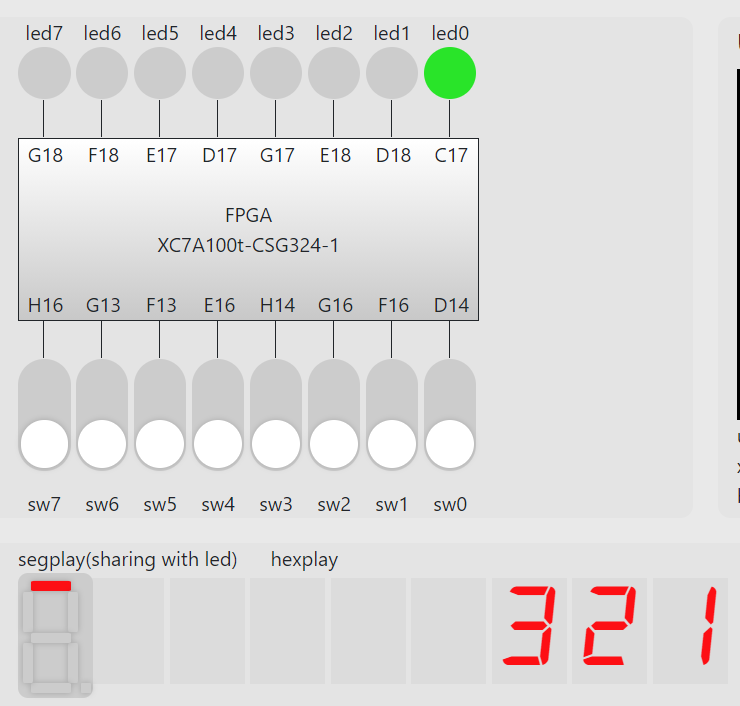 led7 led6 led5 led4 led3 led2 led1 led0
G18 F18 E17 D17 G17 E18 D18 C17
FPGA
XC7A100t-CSG324-1
H16 G13 F13 E16 H14 G16 F16 D14
sw7 sw6 sw5 sw4 sw3 sw2 sw1 sw0
segplay(sharing with led) hexplay
3 2 1